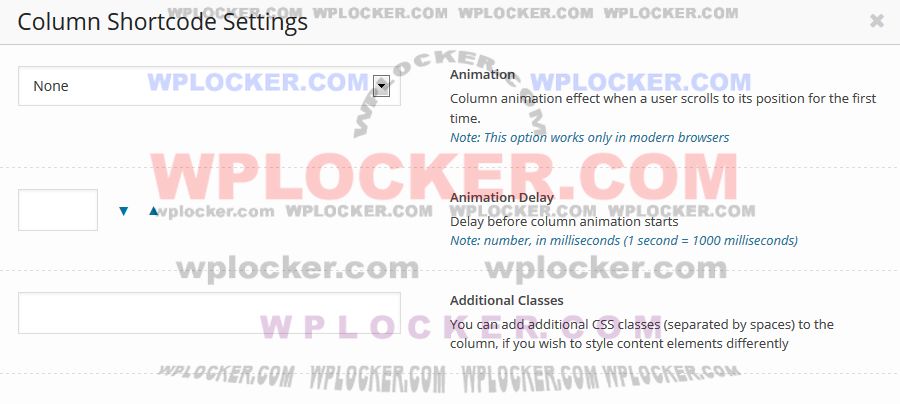 WPLOCKER.COM WPLOCKER.COM WPLOCKER.COM WPLOCKER.COM
Column Shortcode Settings
WPLOCKER.COM
None
WPLOCKER.COM
WPLOCKER.COM
Animation
Column animation effect when a user scrolls to its position for the first
time.
Note: This option works only in modern browsers
WPLOCKER.COM
Animation Delay
wplocker.com WPLOCKER.COM WPLOCKER.COM WPLOCKER.COM
Delay before column animation starts
Note: number, in milliseconds (1 second = 1000 milliseconds)
wplocker.com wplocker.com
Additional Classes
WPLOCKER.COM
You can add additional CSS classes (separated by spaces) to the
column, if you wish to style content elements differently
WPLOCKER.COM WPLOCKER.COM WPLOCKER.COM WPLOCKER.COM